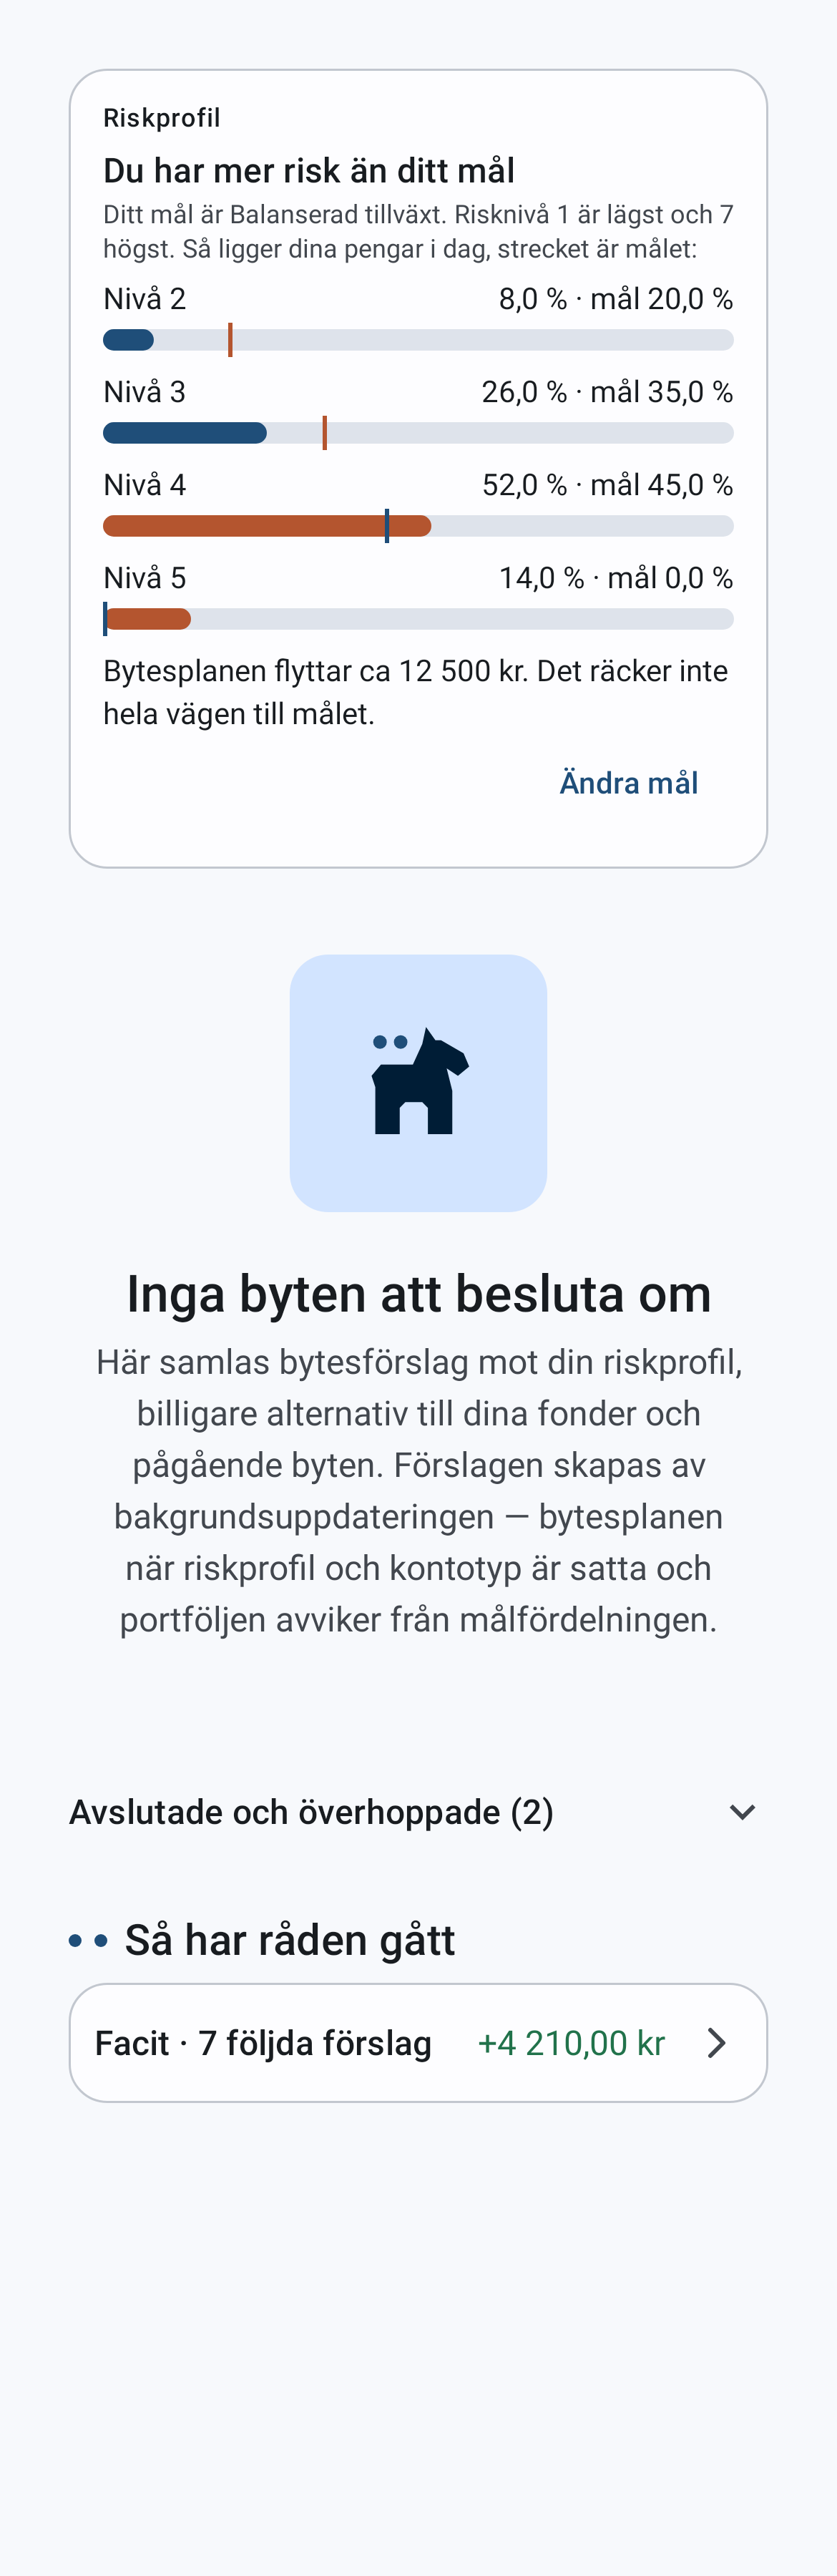 Riskprofil
Du har mer risk än ditt mål
Ditt mål är Balanserad tillväxt. Risknivå 1 är lägst och 7
högst. Så ligger dina pengar i dag, strecket är målet:
Nivå 2 8,0 % · mål 20,0 %
Nivå 3 26,0 % · mål 35,0 %
Nivå 4 52,0 % · mål 45,0 %
Nivå 5 14,0 % · mål 0,0 %
Bytesplanen flyttar ca 12 500 kr. Det räcker inte
hela vägen till målet.
Ändra mål
Inga byten att besluta om
Här samlas bytesförslag mot din riskprofil,
billigare alternativ till dina fonder och
pågående byten. Förslagen skapas av
bakgrundsuppdateringen — bytesplanen
när riskprofil och kontotyp är satta och
portföljen avviker från målfördelningen.
Avslutade och överhoppade (2)
Så har råden gått
Facit · 7 följda förslag +4 210,00 kr